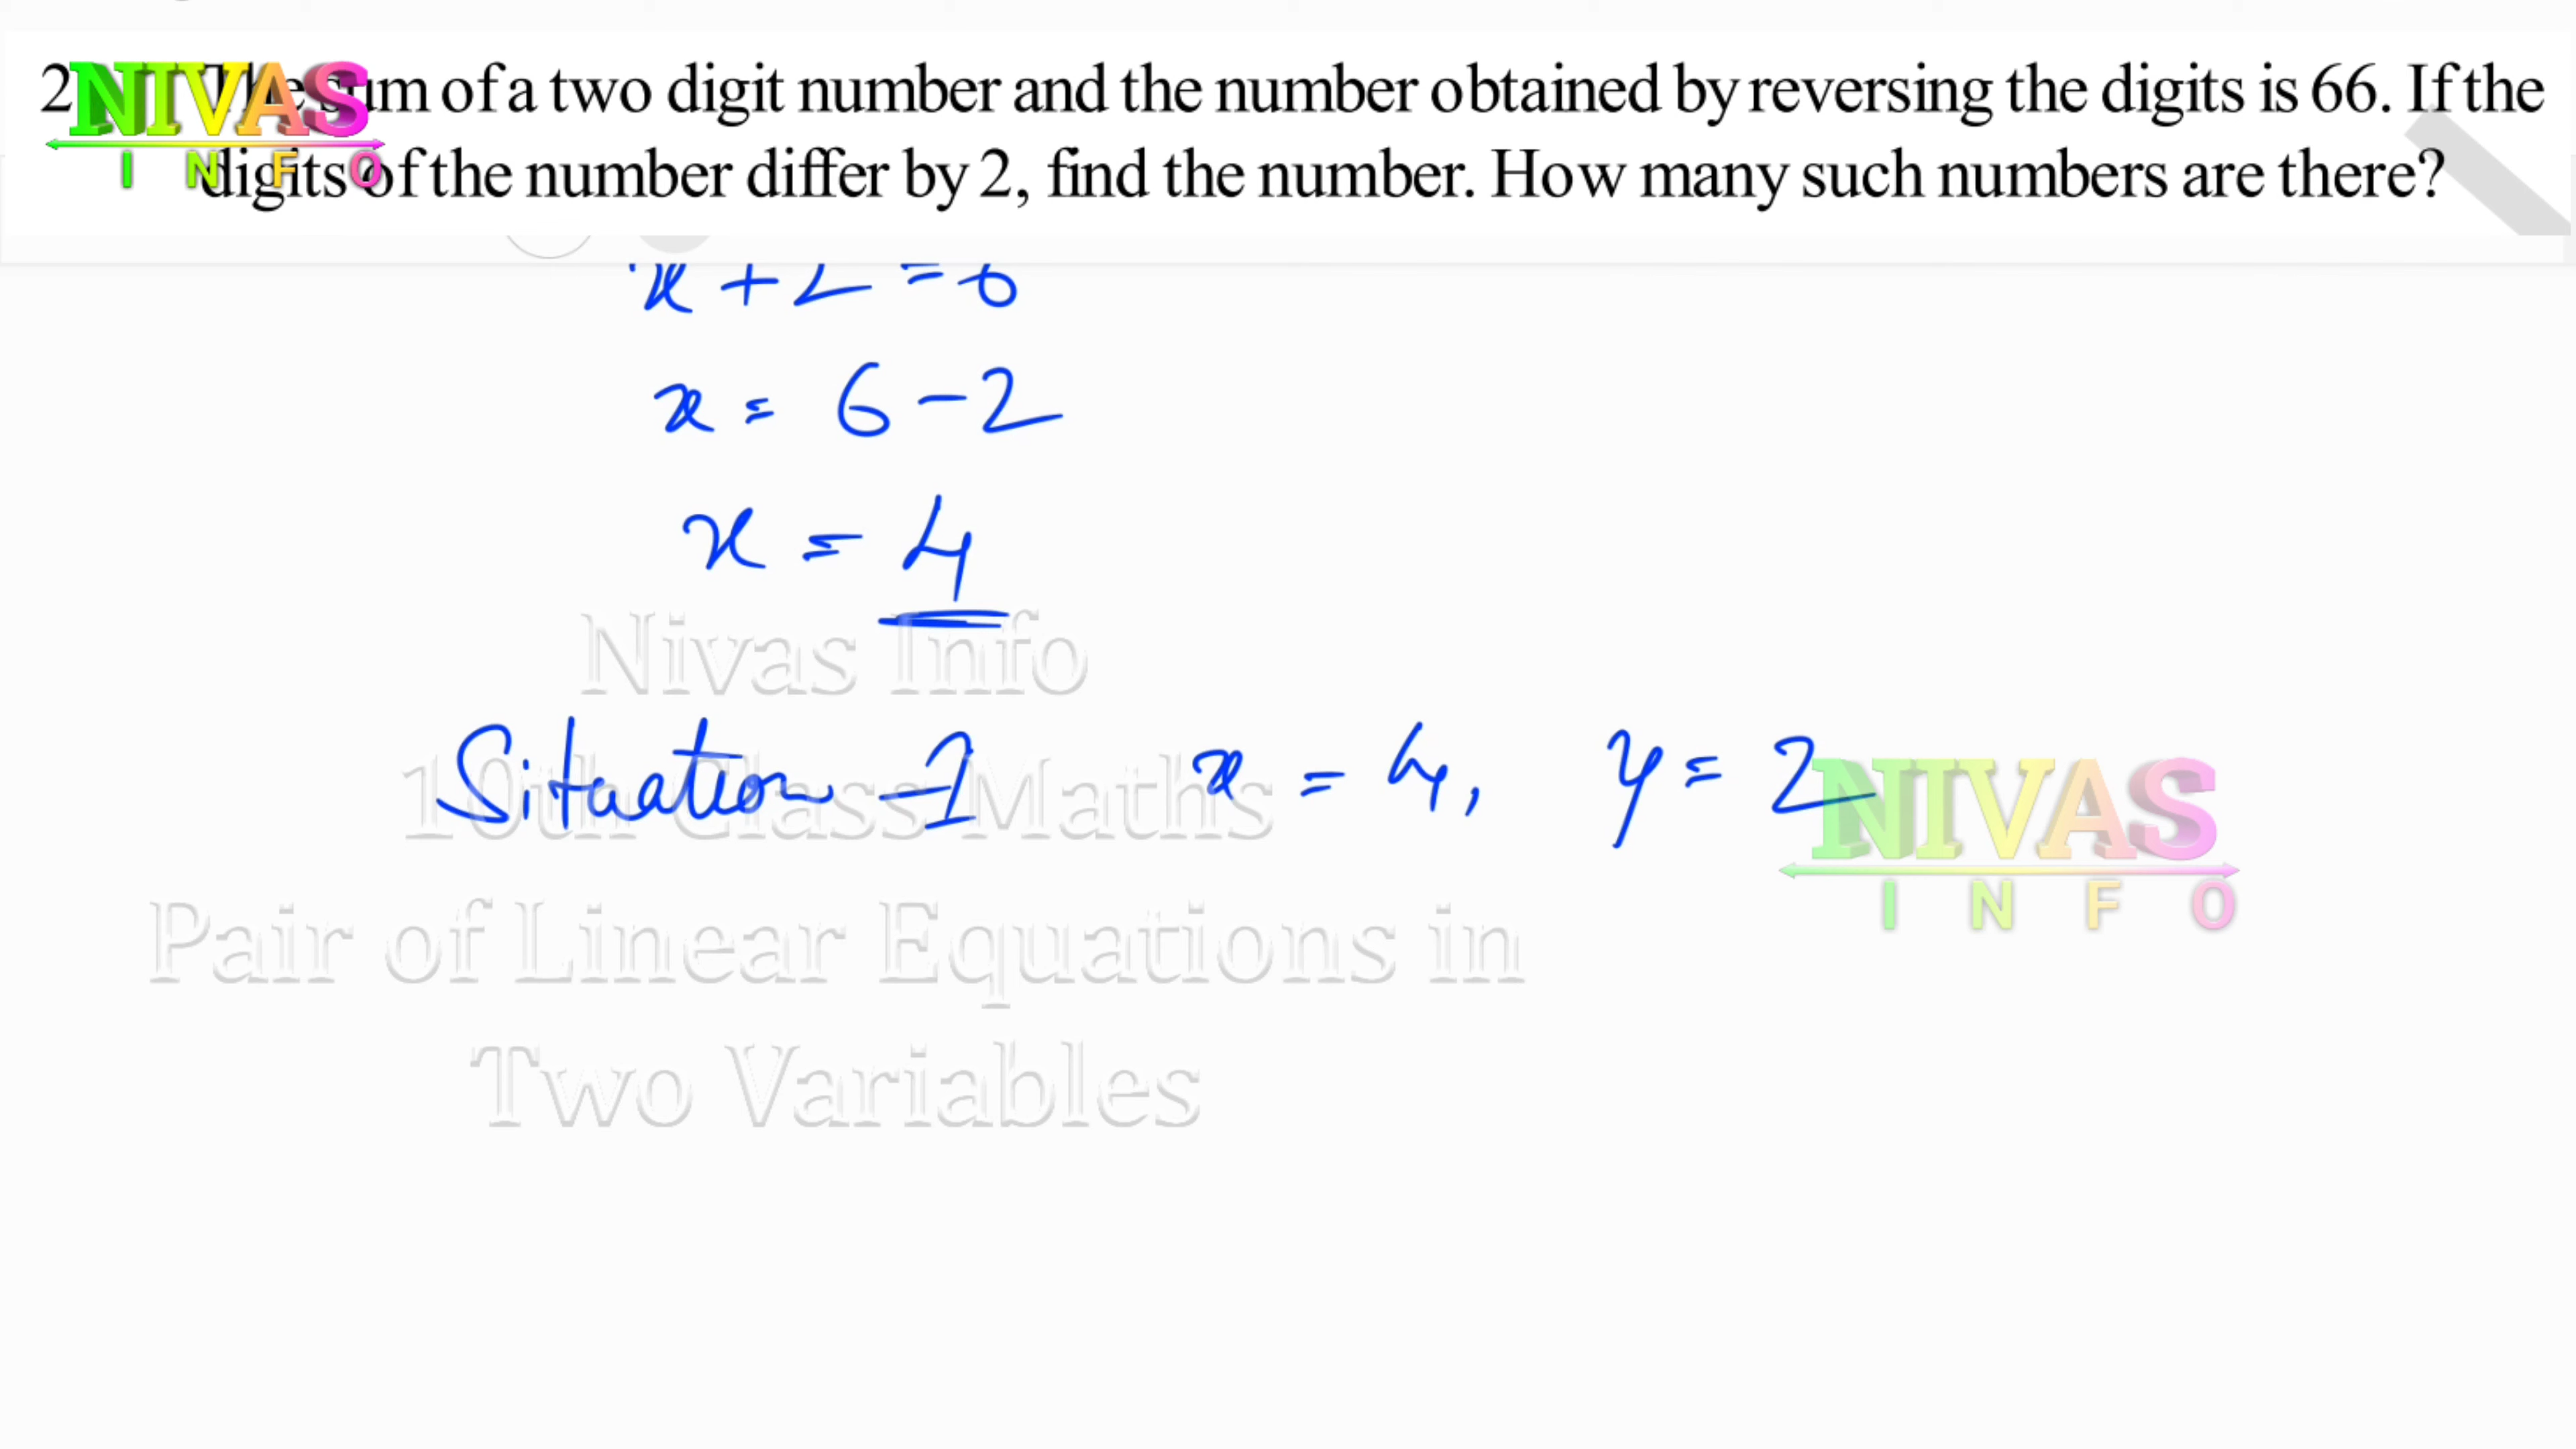 2 The sum of a two digit number and the number obtained by reversing the digits is 66. If the
NIVAS
INFO
digits of the number differ by 2, find the number. How many such numbers are there?
x + 2 = 6
x = 6 - 2
x = 4
Nivas Info
Situation - I x = 4, y = 2
10th Class Maths
NIVAS
INFO
Pair of Linear Equations in
Two Variables